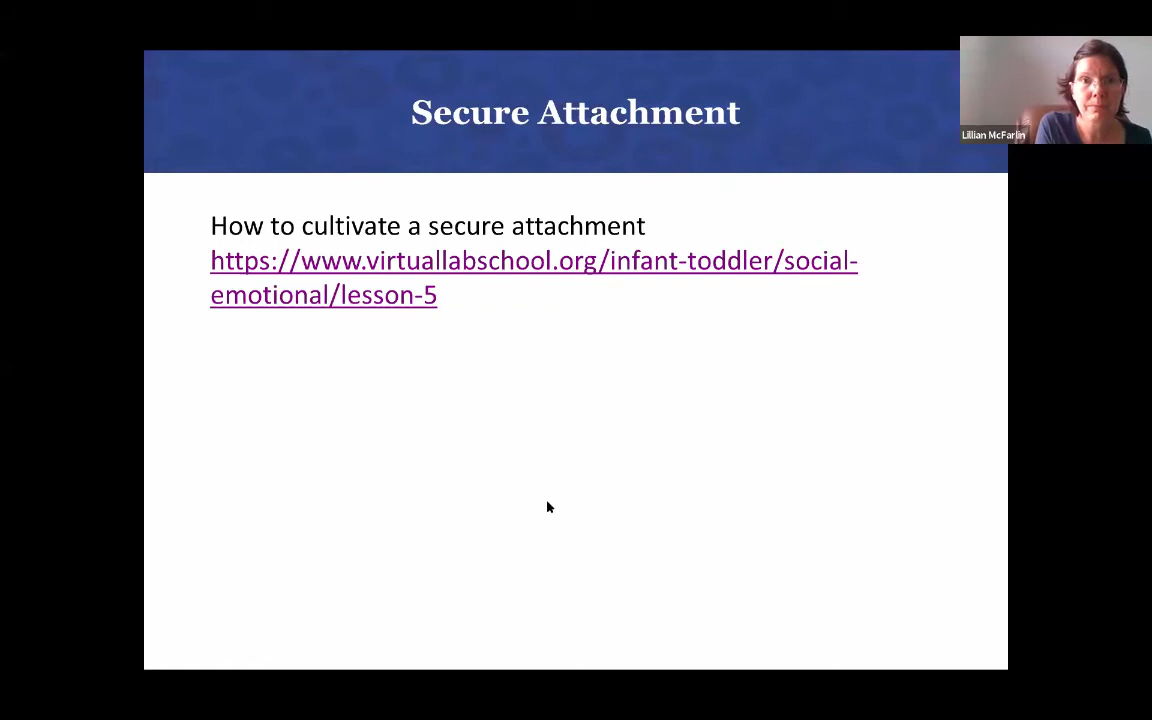 Secure Attachment
Lillian McFarlin
How to cultivate a secure attachment
https://www.virtuallabschool.org/infant-toddler/social-
emotional/lesson-5